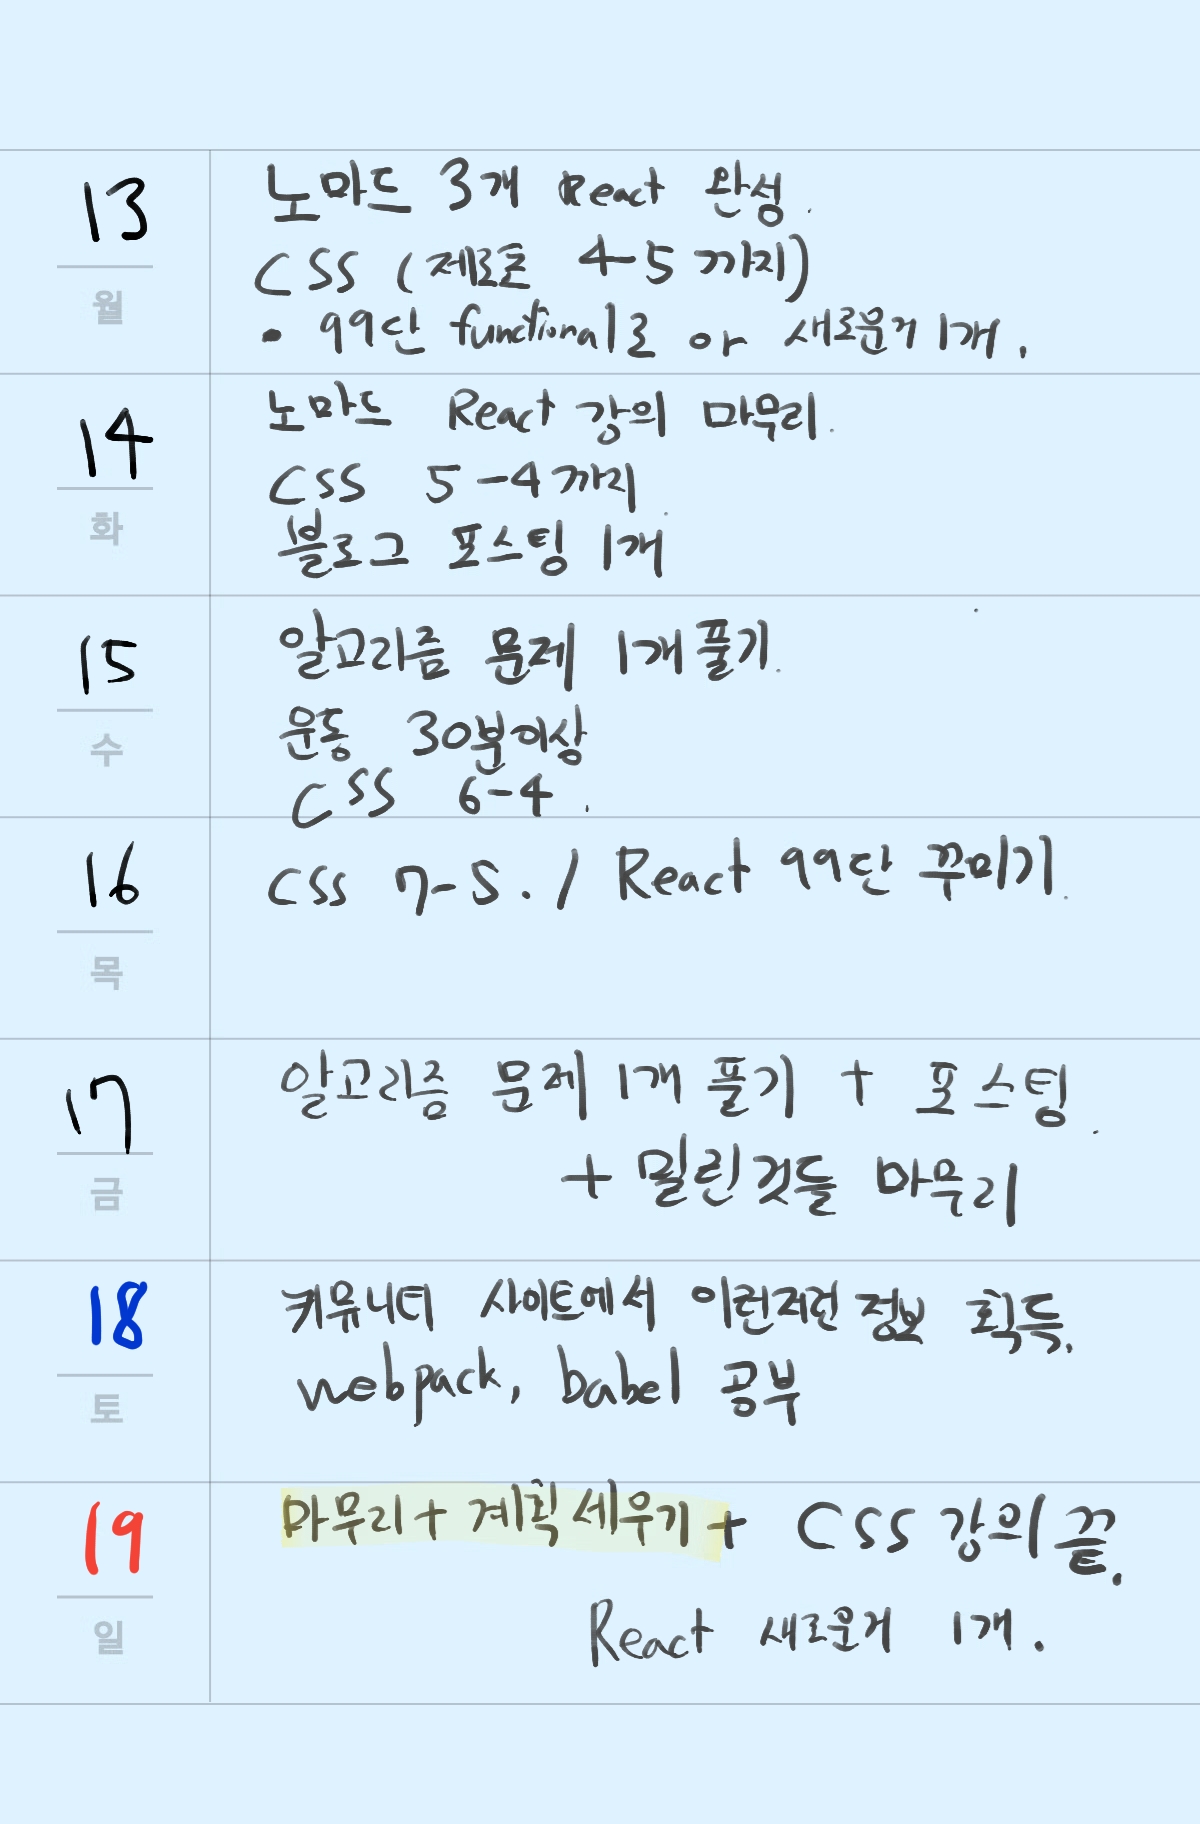 13
월
노마드 3개 React 완성.
CSS (제로초 4-5 까지)
• 99단 functional로 or 새로운거 1개.
14
화
노마드 React 강의 마무리.
CSS 5-4까지.
블로그 포스팅 1개
15
수
알고리즘 문제 1개 풀기.
운동 30분이상
CSS 6-4.
16
목
CSS 7-5. / React 99단 꾸미기.
17
금
알고리즘 문제 1개 풀기 + 포스팅.
+ 밀린것들 마무리
18
토
커뮤니티 사이트에서 이런저런 정보 획득.
webpack, babel 공부
19
일
마무리 + 계획 세우기 + CSS 강의 끝.
React 새로운거 1개.